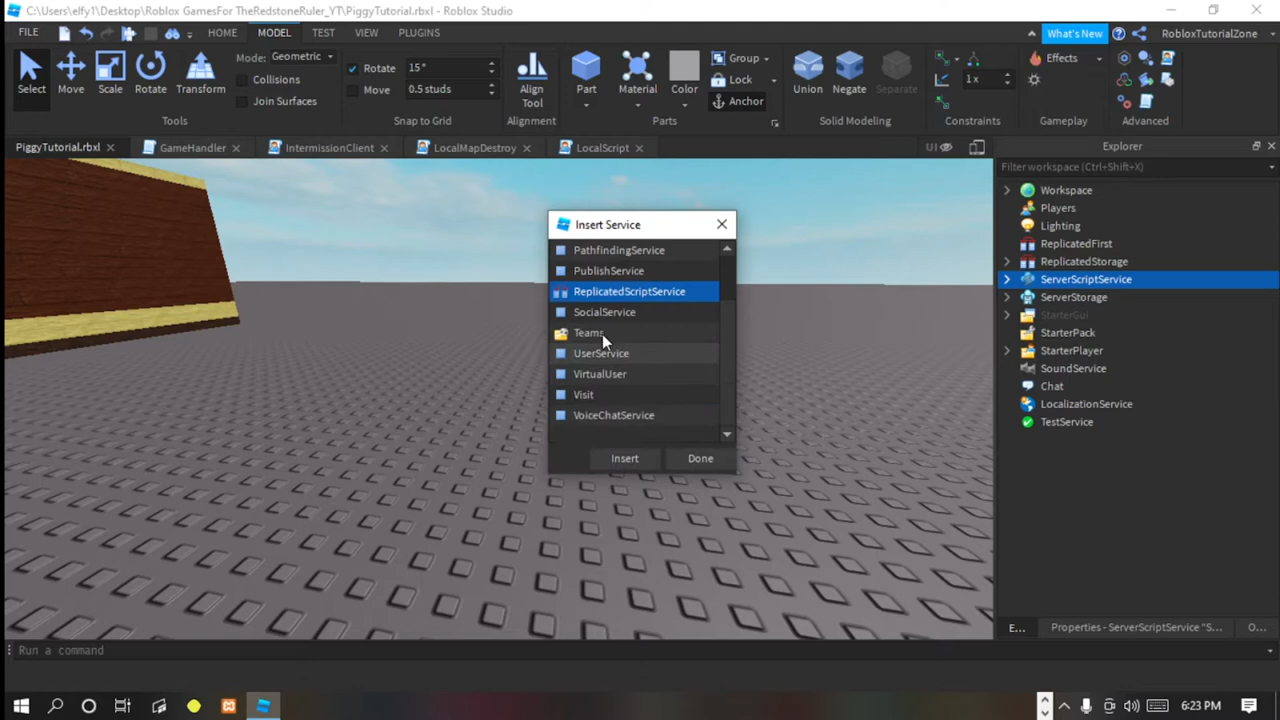 C:\Users\elfy1\Desktop\Roblox GamesFor TheRedstoneRuler_YT\PiggyTutorial.rbxl - Roblox Studio
FILE HOME MODEL TEST VIEW PLUGINS What's New RobloxTutorialZone
Select Move Scale Rotate Transform
Mode: Geometric
Collisions
Join Surfaces
Tools
Rotate 15°
Move 0.5 studs
Snap to Grid
Align Tool
Alignment
Part Material Color
Group
Lock
Anchor
Parts
Union Negate Separate
Solid Modeling
1 x
Constraints
Effects
Gameplay
Advanced
PiggyTutorial.rbxl GameHandler IntermissionClient LocalMapDestroy LocalScript UI
Explorer
Filter workspace (Ctrl+Shift+X)
Workspace
Players
Lighting
ReplicatedFirst
ReplicatedStorage
ServerScriptService
ServerStorage
StarterGui
StarterPack
StarterPlayer
SoundService
Chat
LocalizationService
TestService
Insert Service
PathfindingService
PublishService
ReplicatedScriptService
SocialService
Teams
UserService
VirtualUser
Visit
VoiceChatService
Insert Done
E... Properties - ServerScriptService "S... O...
Run a command
6:23 PM